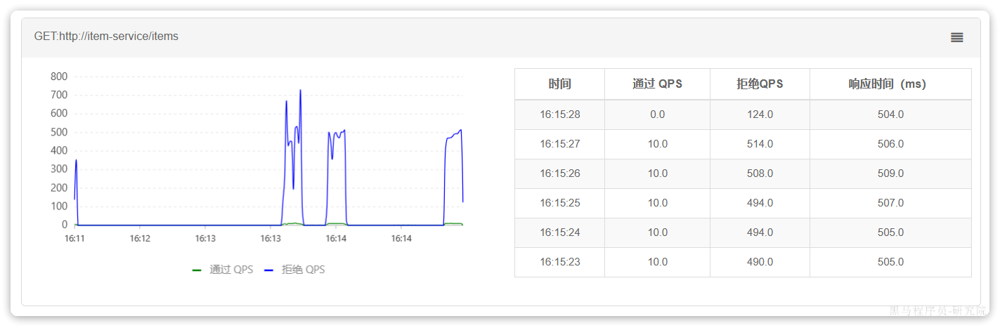 GET:http://item-service/items
800
700
600
500
400
300
200
100
0
16:11 16:12 16:13 16:13 16:14 16:14
通过 QPS 拒绝 QPS
时间 通过 QPS 拒绝QPS 响应时间（ms）
16:15:28 0.0 124.0 504.0
16:15:27 10.0 514.0 506.0
16:15:26 10.0 508.0 509.0
16:15:25 10.0 494.0 507.0
16:15:24 10.0 494.0 505.0
16:15:23 10.0 490.0 505.0
黑马程序员-研究院